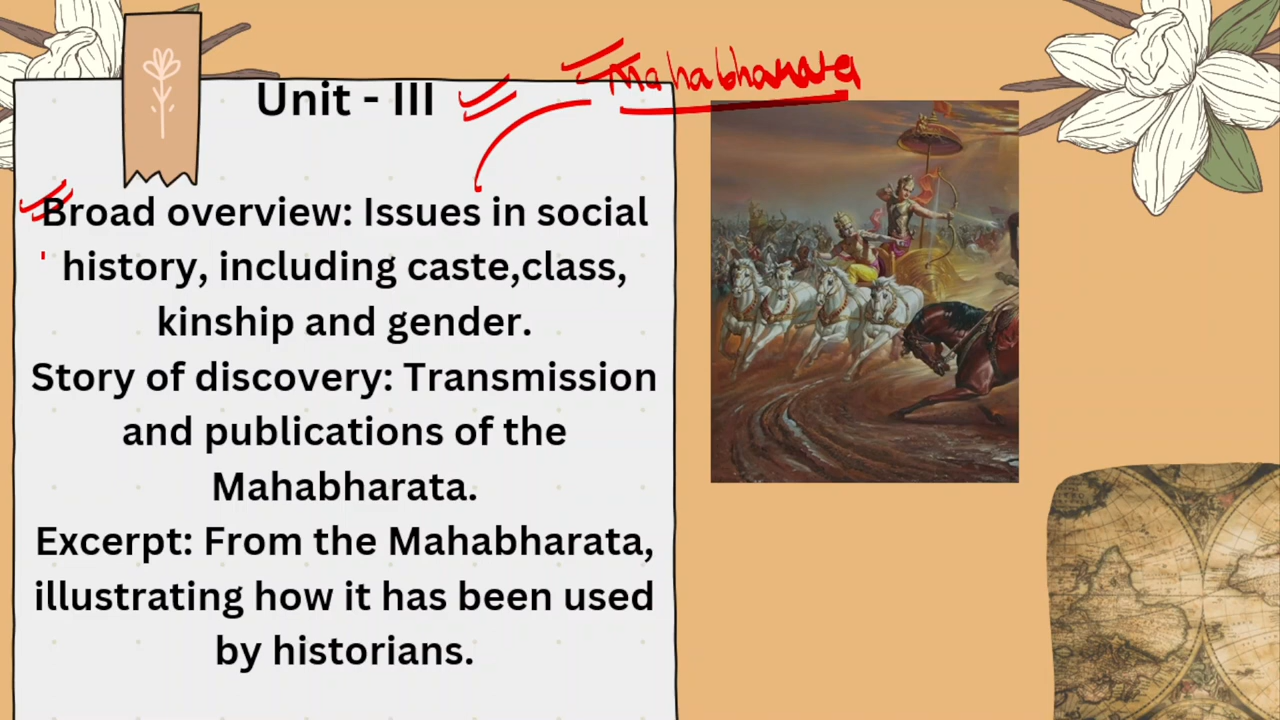 Mahabharata
Unit - III
Broad overview: Issues in social
history, including caste,class,
kinship and gender.
Story of discovery: Transmission
and publications of the
Mahabharata.
Excerpt: From the Mahabharata,
illustrating how it has been used
by historians.